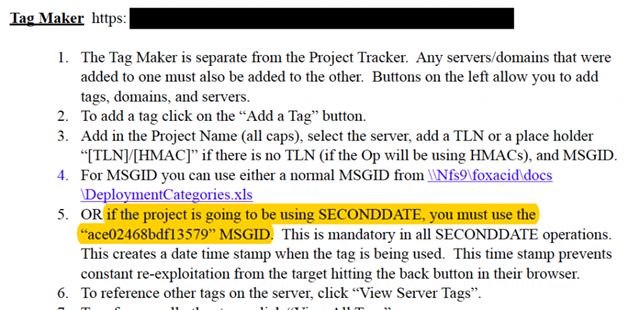 Tag Maker https:
1. The Tag Maker is separate from the Project Tracker. Any servers/domains that were
added to one must also be added to the other. Buttons on the left allow you to add
tags, domains, and servers.
2. To add a tag click on the “Add a Tag” button.
3. Add in the Project Name (all caps), select the server, add a TLN or a place holder
“[TLN]/[HMAC]” if there is no TLN (if the Op will be using HMACs), and MSGID.
4. For MSGID you can use either a normal MSGID from \\Nfs9\foxacid\docs
\DeploymentCategories.xls
5. OR if the project is going to be using SECONDDATE, you must use the
“ace02468bdf13579” MSGID. This is mandatory in all SECONDDATE operations.
This creates a date time stamp when the tag is being used. This time stamp prevents
constant re-exploitation from the target hitting the back button in their browser.
6. To reference other tags on the server, click “View Server Tags”.